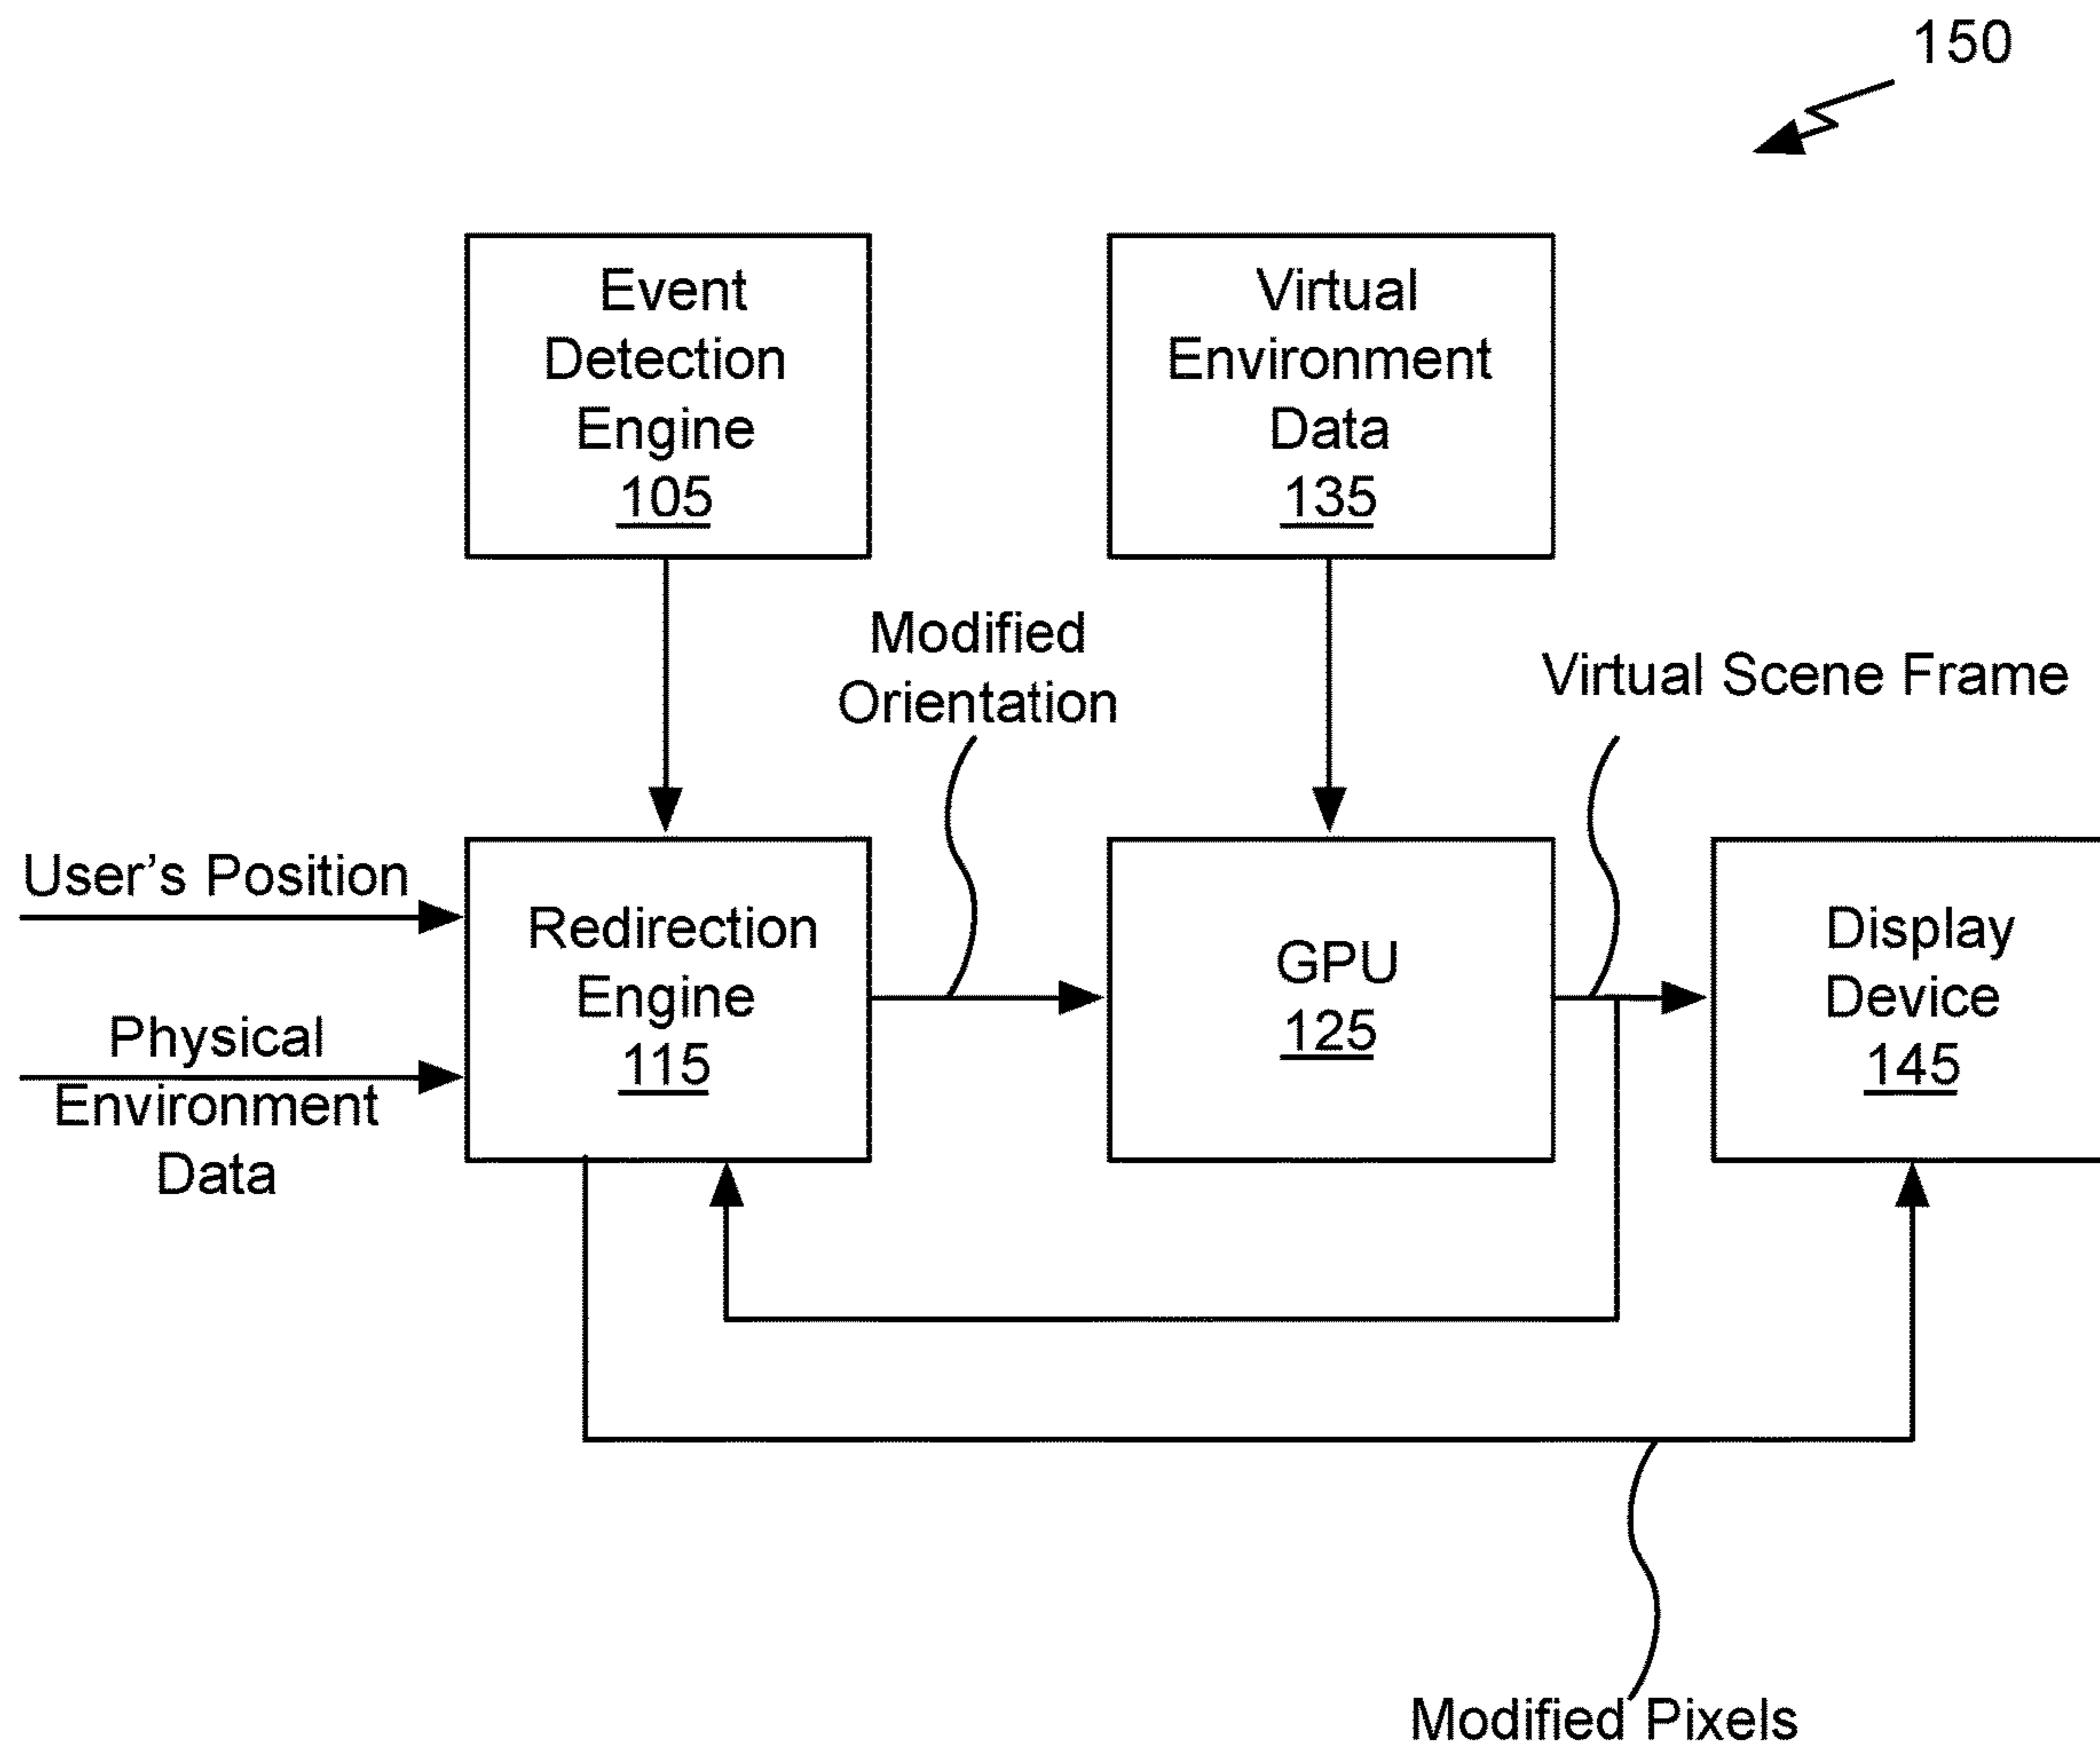 150
Event
Detection
Engine
105
Virtual
Environment
Data
135
Modified
Orientation
Virtual Scene Frame
User’s Position
Physical
Environment
Data
Redirection
Engine
115
GPU
125
Display
Device
145
Modified Pixels